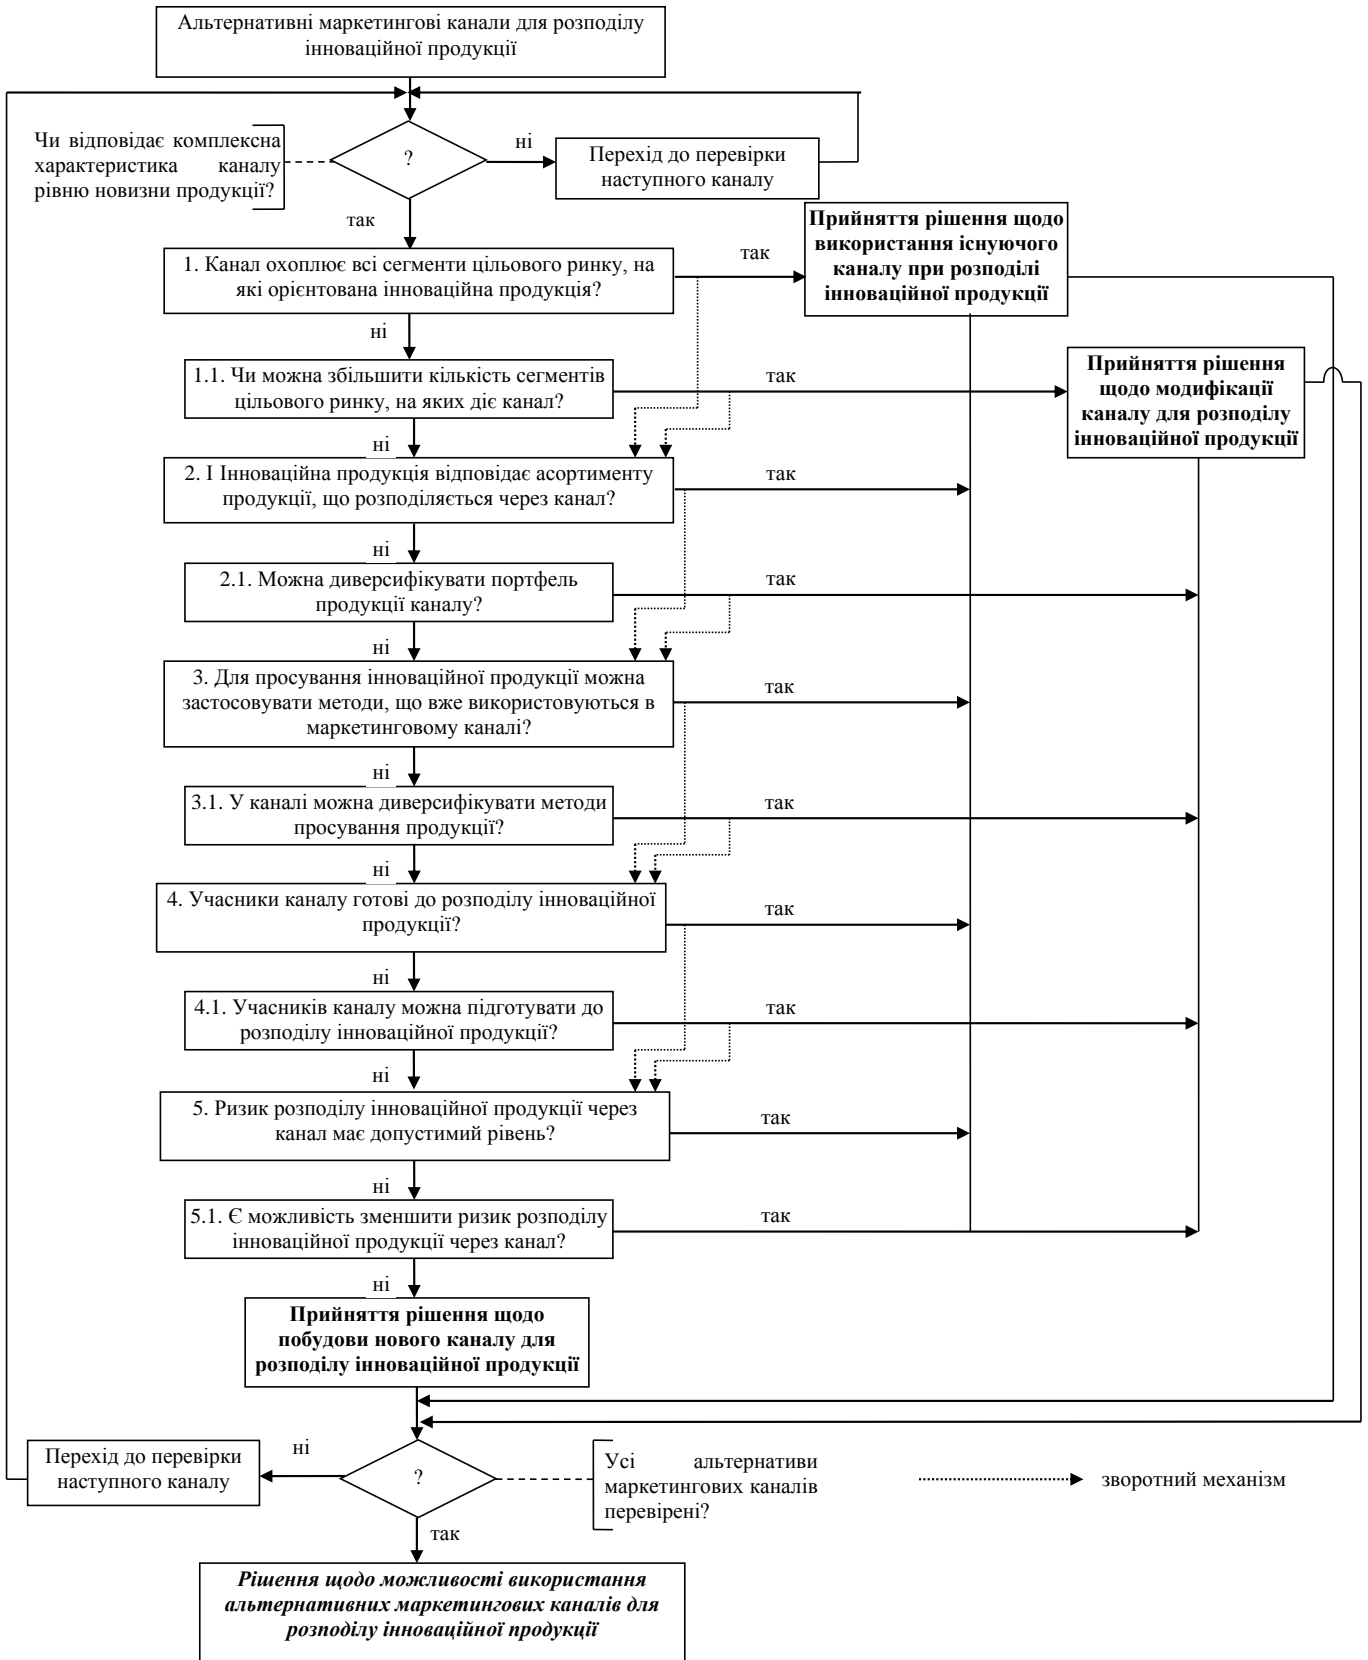 Альтернативні маркетингові канали для розподілу
інноваційної продукції
Чи відповідає комплексна
характеристика каналу
рівню новизни продукції?
?
ні
Перехід до перевірки
наступного каналу
так
Прийняття рішення щодо
використання існуючого
каналу при розподілі
інноваційної продукції
1. Канал охоплює всі сегменти цільового ринку, на
які орієнтована інноваційна продукція?
так
ні
1.1. Чи можна збільшити кількість сегментів
цільового ринку, на яких діє канал?
так
Прийняття рішення
щодо модифікації
каналу для розподілу
інноваційної продукції
ні
2. І Інноваційна продукція відповідає асортименту
продукції, що розподіляється через канал?
так
ні
2.1. Можна диверсифікувати портфель
продукції каналу?
так
ні
3. Для просування інноваційної продукції можна
застосовувати методи, що вже використовуються в
маркетинговому каналі?
так
ні
3.1. У каналі можна диверсифікувати методи
просування продукції?
так
ні
4. Учасники каналу готові до розподілу інноваційної
продукції?
так
ні
4.1. Учасників каналу можна підготувати до
розподілу інноваційної продукції?
так
ні
5. Ризик розподілу інноваційної продукції через
канал має допустимий рівень?
так
ні
5.1. Є можливість зменшити ризик розподілу
інноваційної продукції через канал?
так
ні
Прийняття рішення щодо
побудови нового каналу для
розподілу інноваційної продукції
Перехід до перевірки
наступного каналу
ні
?
Усі альтернативи
маркетингових каналів
перевірені?
зворотний механізм
так
Рішення щодо можливості використання
альтернативних маркетингових каналів для
розподілу інноваційної продукції